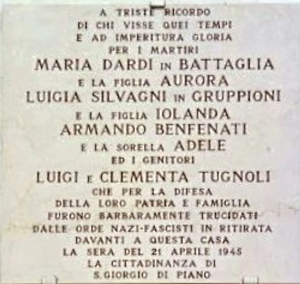 A TRISTE RICORDO
DI CHI VISSE QUEI TEMPI
E AD IMPERITURA GLORIA
PER I MARTIRI
MARIA DARDI IN BATTAGLIA
E LA FIGLIA AURORA
LUIGIA SILVAGNI IN GRUPPIONI
E LA FIGLIA IOLANDA
ARMANDO BENFENATI
E LA SORELLA ADELE
ED I GENITORI
LUIGI E CLEMENTA TUGNOLI
CHE PER LA DIFESA
DELLA LORO PATRIA E FAMIGLIA
FURONO BARBARAMENTE TRUCIDATI
DALLE ORDE NAZI-FASCISTI IN RITIRATA
DAVANTI A QUESTA CASA
LA SERA DEL 21 APRILE 1945
LA CITTADINANZA DI
S. GIORGIO DI PIANO